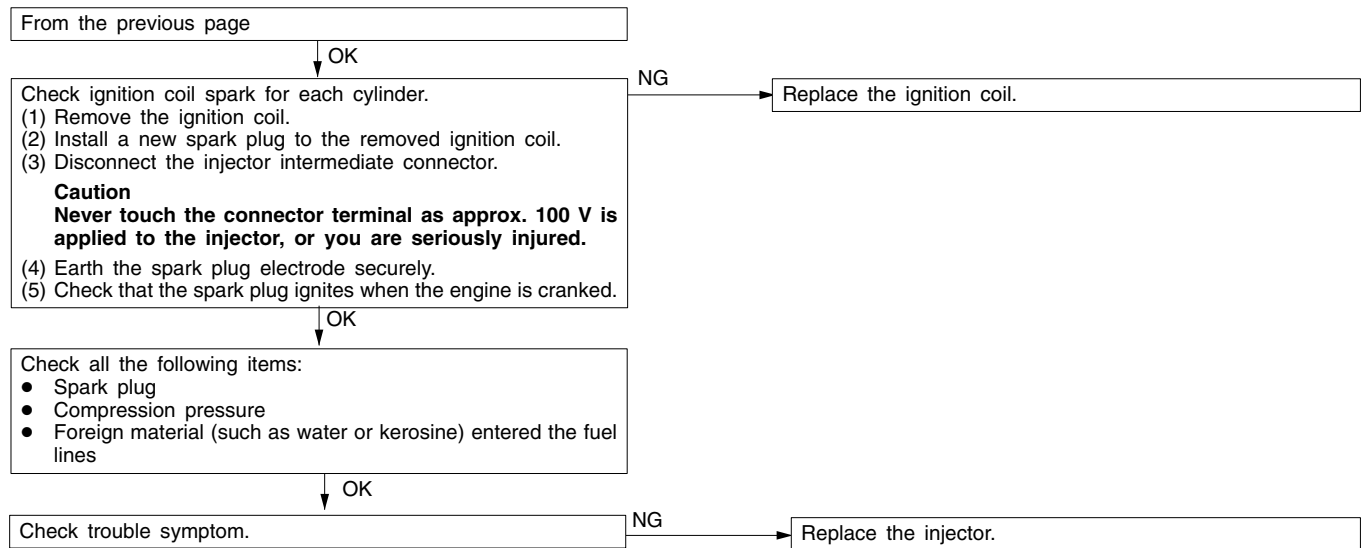 From the previous page
OK
Check ignition coil spark for each cylinder.
(1) Remove the ignition coil.
(2) Install a new spark plug to the removed ignition coil.
(3) Disconnect the injector intermediate connector.
Caution
Never touch the connector terminal as approx. 100 V is
applied to the injector, or you are seriously injured.
(4) Earth the spark plug electrode securely.
(5) Check that the spark plug ignites when the engine is cranked.
NG
Replace the ignition coil.
OK
Check all the following items:
● Spark plug
● Compression pressure
● Foreign material (such as water or kerosine) entered the fuel
lines
OK
Check trouble symptom.
NG
Replace the injector.